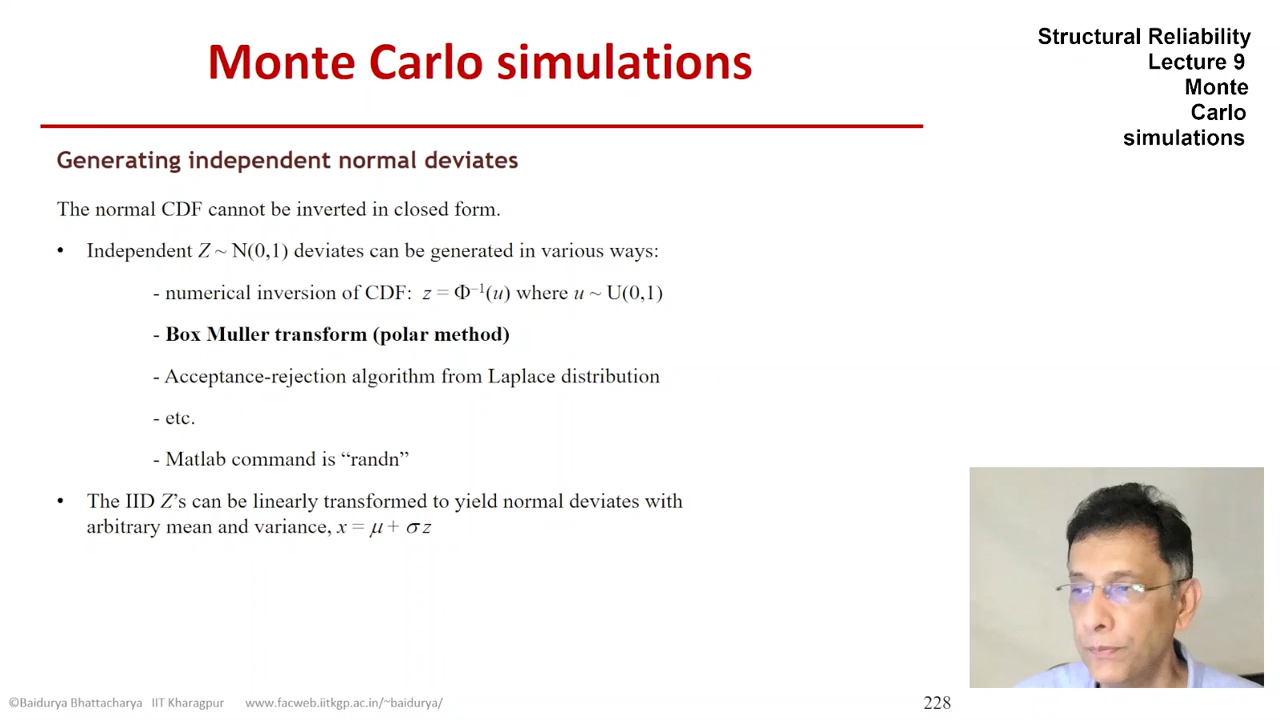 Monte Carlo simulations
Structural Reliability
Lecture 9
Monte
Carlo
simulations
Generating independent normal deviates
The normal CDF cannot be inverted in closed form.
• Independent Z ~ N(0,1) deviates can be generated in various ways:
- numerical inversion of CDF: z = Φ⁻¹(u) where u ~ U(0,1)
- Box Muller transform (polar method)
- Acceptance-rejection algorithm from Laplace distribution
- etc.
- Matlab command is “randn”
• The IID Z’s can be linearly transformed to yield normal deviates with
arbitrary mean and variance, x = μ + σ z
©Baidurya Bhattacharya IIT Kharagpur www.facweb.iitkgp.ac.in/~baidurya/
228